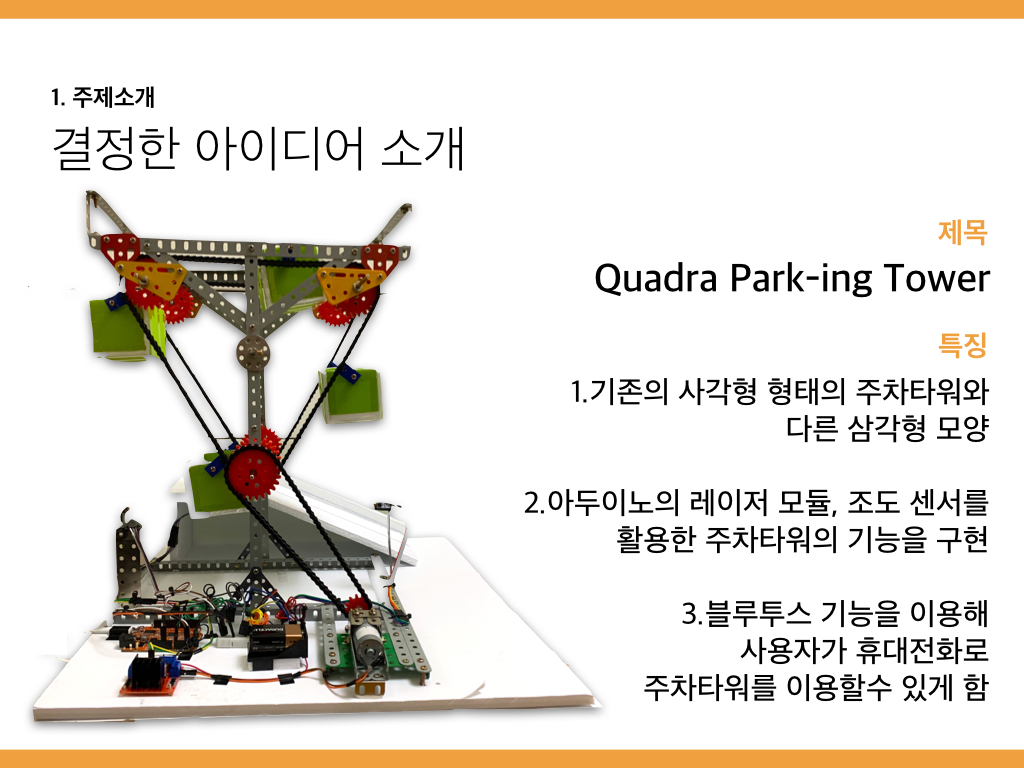 1. 주제소개
결정한 아이디어 소개
제목
Quadra Park-ing Tower
특징
1.기존의 사각형 형태의 주차타워와
다른 삼각형 모양
2.아두이노의 레이저 모듈, 조도 센서를
활용한 주차타워의 기능을 구현
3.블루투스 기능을 이용해
사용자가 휴대전화로
주차타워를 이용할수 있게 함
DURACELL